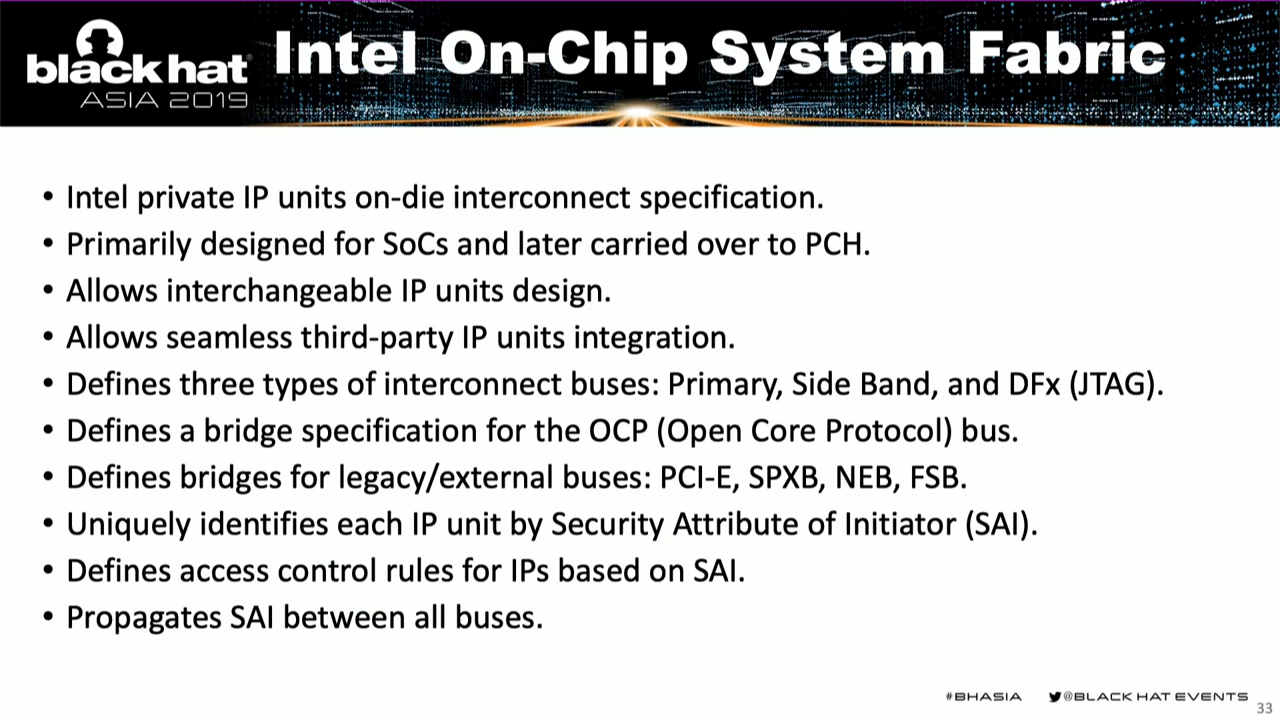 black hat
ASIA 2019
Intel On-Chip System Fabric
• Intel private IP units on-die interconnect specification.
• Primarily designed for SoCs and later carried over to PCH.
• Allows interchangeable IP units design.
• Allows seamless third-party IP units integration.
• Defines three types of interconnect buses: Primary, Side Band, and DFx (JTAG).
• Defines a bridge specification for the OCP (Open Core Protocol) bus.
• Defines bridges for legacy/external buses: PCI-E, SPXB, NEB, FSB.
• Uniquely identifies each IP unit by Security Attribute of Initiator (SAI).
• Defines access control rules for IPs based on SAI.
• Propagates SAI between all buses.
#BHASIA @BLACK HAT EVENTS
33